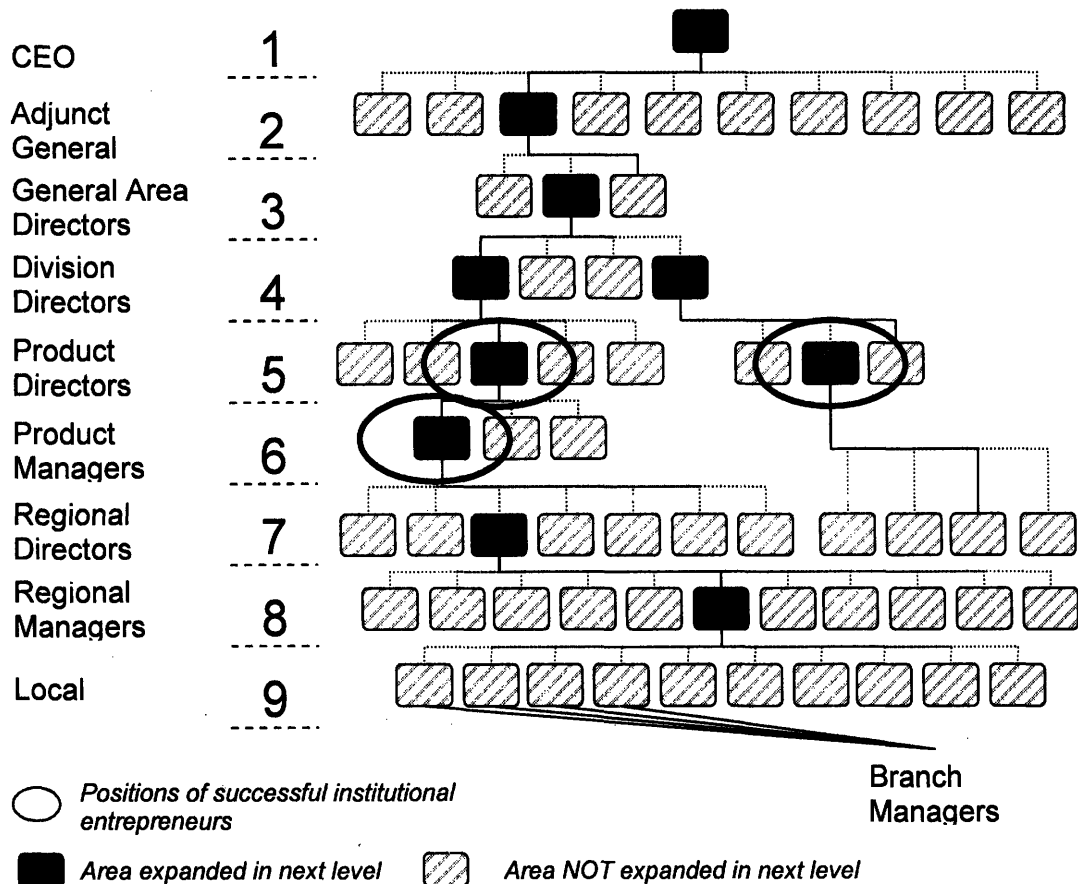 CEO 1
Adjunct
General 2
General Area
Directors 3
Division
Directors 4
Product
Directors 5
Product
Managers 6
Regional
Directors 7
Regional
Managers 8
Local 9
Branch
Managers
Positions of successful institutional
entrepreneurs
Area expanded in next level
Area NOT expanded in next level